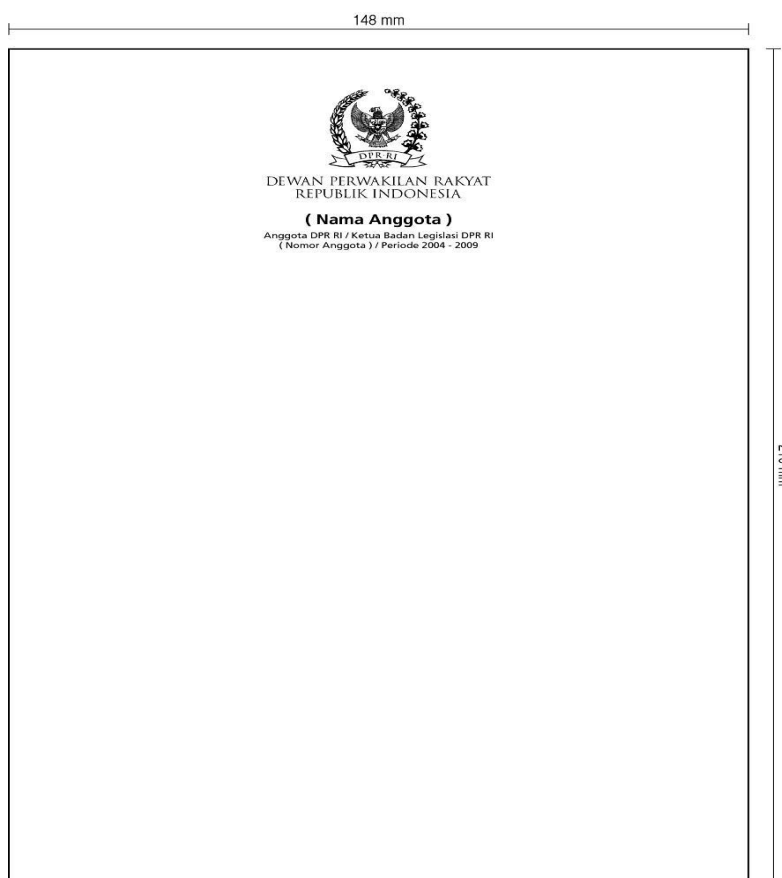 148 mm
DPR RI
DEWAN PERWAKILAN RAKYAT
REPUBLIK INDONESIA
( Nama Anggota )
Anggota DPR RI / Ketua Badan Legislasi DPR RI
( Nomor Anggota ) / Periode 2004 - 2009